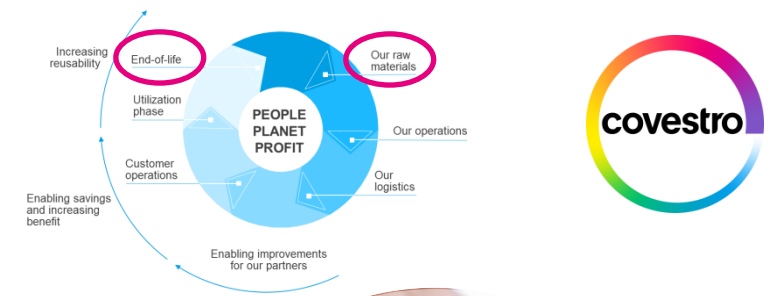 Increasing
reusability
End-of-life
Our raw
materials
Utilization
phase
PEOPLE
PLANET
PROFIT
Our operations
Customer
operations
Our
logistics
Enabling savings
and increasing
benefit
Enabling improvements
for our partners
covestro